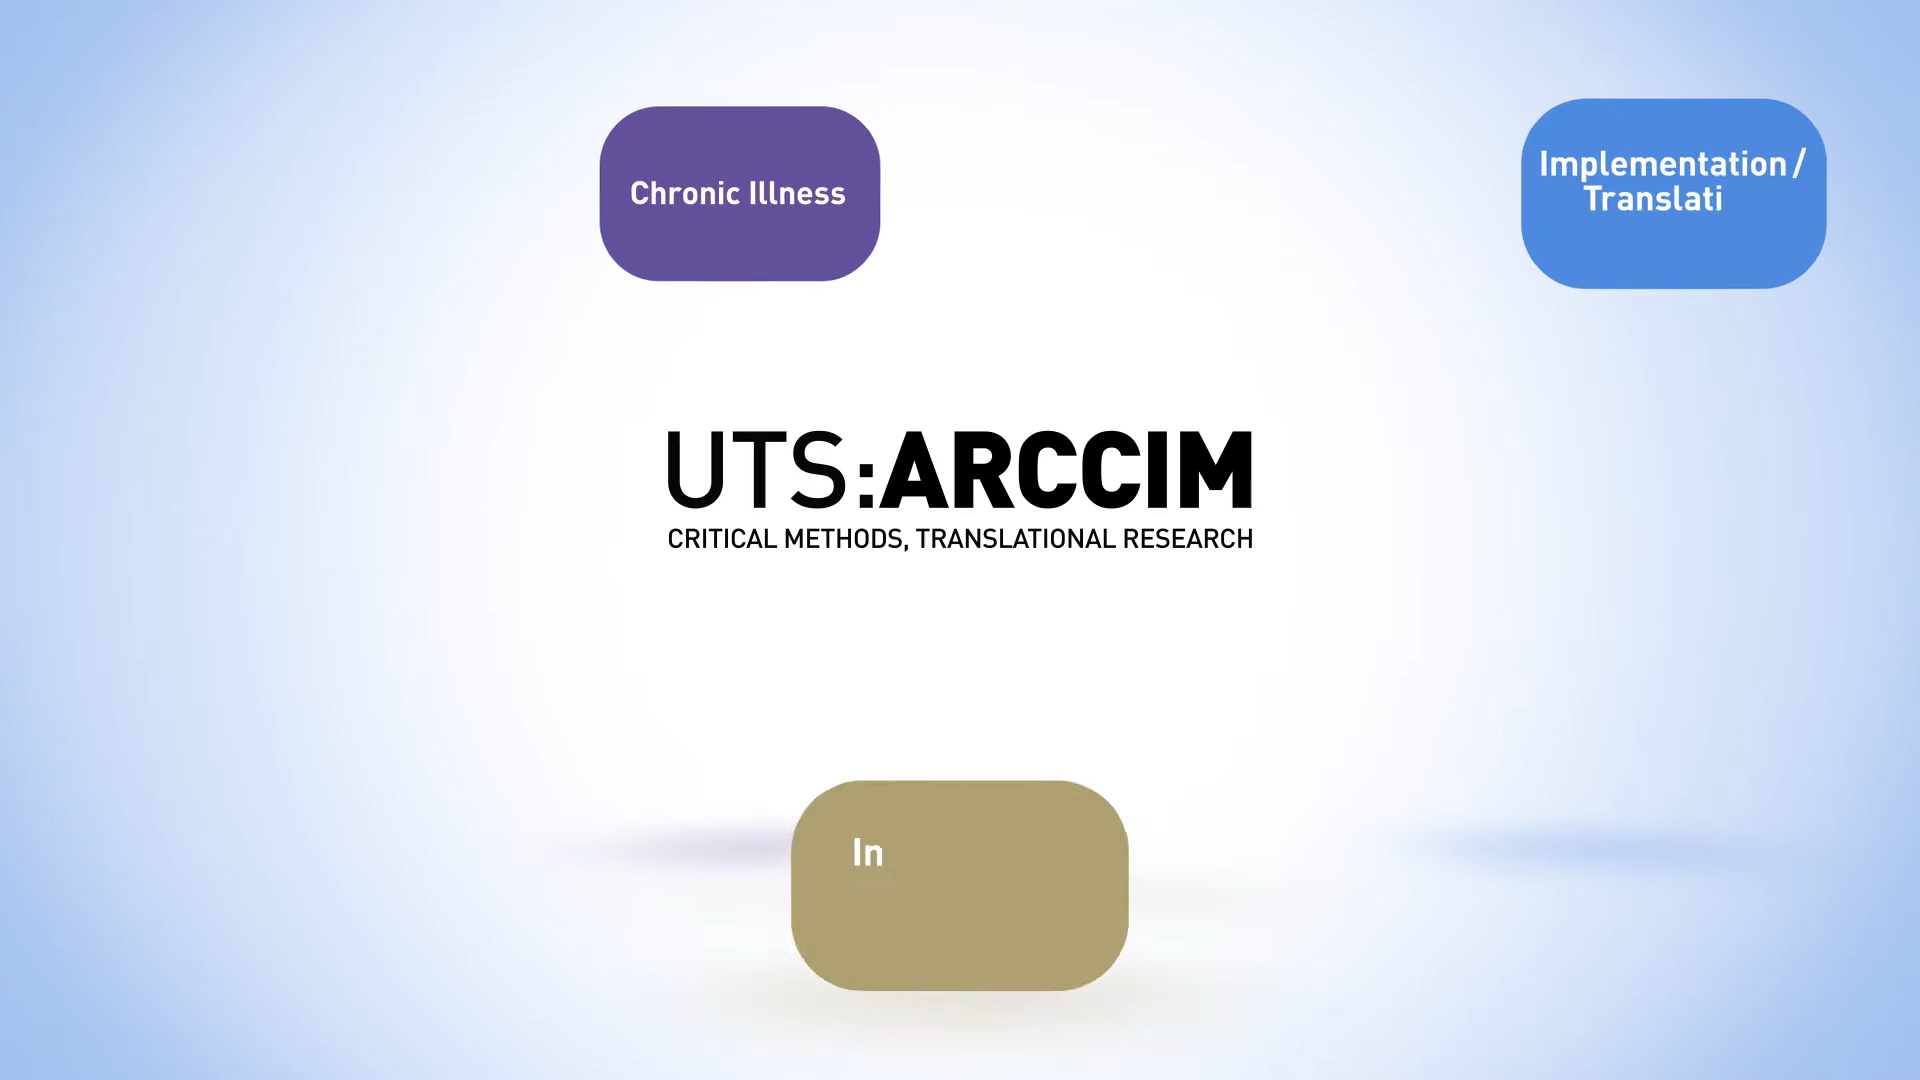 Chronic Illness
Implementation /
Translati
UTS:ARCCIM
CRITICAL METHODS, TRANSLATIONAL RESEARCH
In